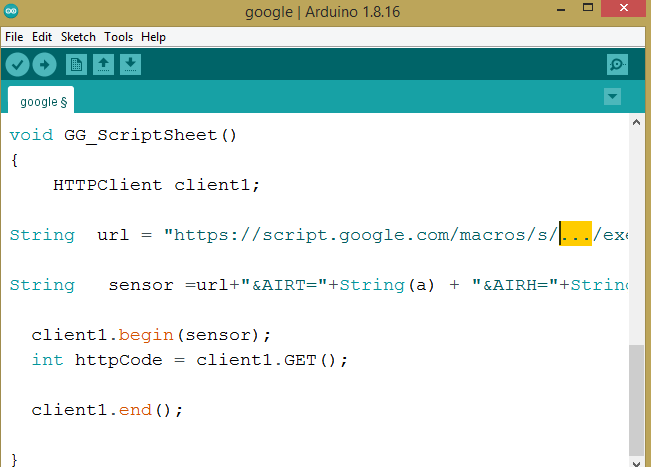 google | Arduino 1.8.16
File Edit Sketch Tools Help
google §
void GG_ScriptSheet()
{
HTTPClient client1;
String url = "https://script.google.com/macros/s/.../exe
String sensor =url+"&AIRT="+String(a) + "&AIRH="+String
client1.begin(sensor);
int httpCode = client1.GET();
client1.end();
}